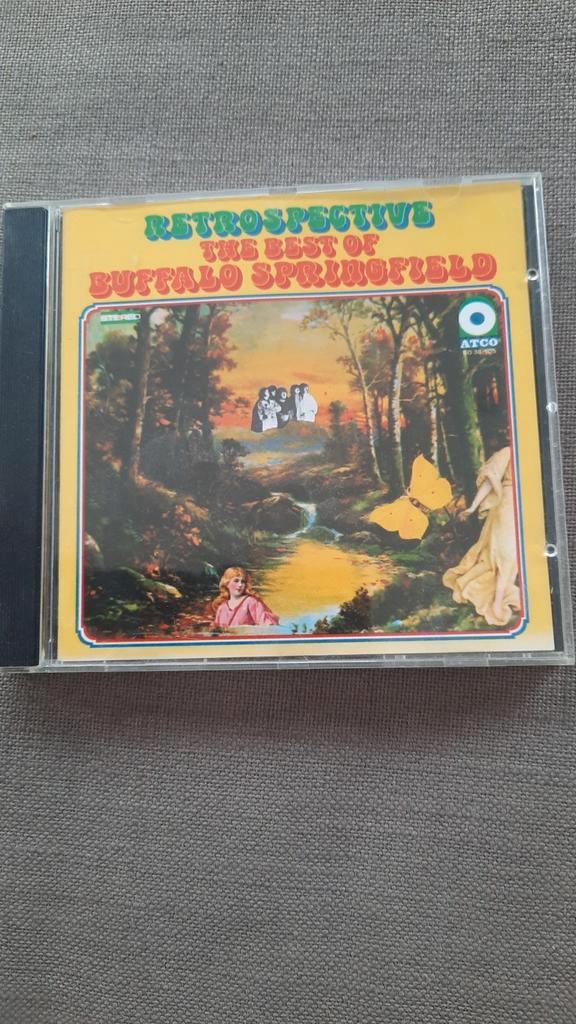 RETROSPECTIVE
THE BEST OF
BUFFALO SPRINGFIELD
STEREO
ATCO